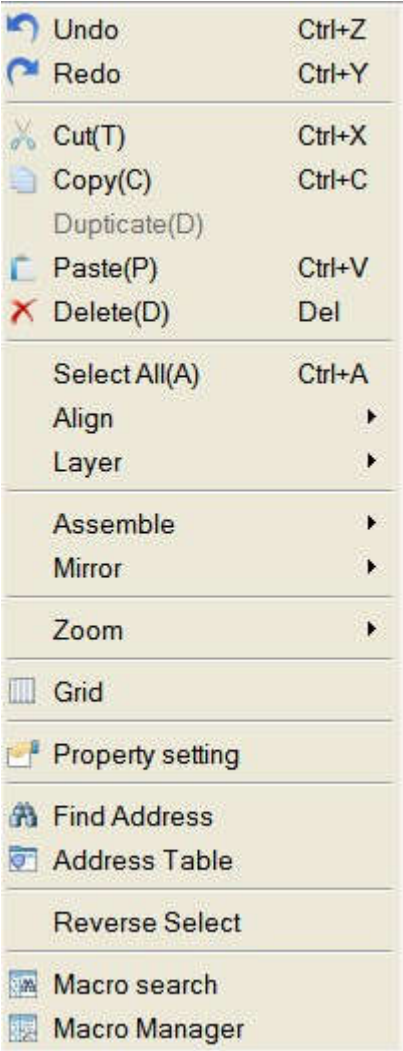 Undo Ctrl+Z
Redo Ctrl+Y
Cut(T) Ctrl+X
Copy(C) Ctrl+C
Dupticate(D)
Paste(P) Ctrl+V
Delete(D) Del
Select All(A) Ctrl+A
Align
Layer
Assemble
Mirror
Zoom
Grid
Property setting
Find Address
Address Table
Reverse Select
Macro search
Macro Manager